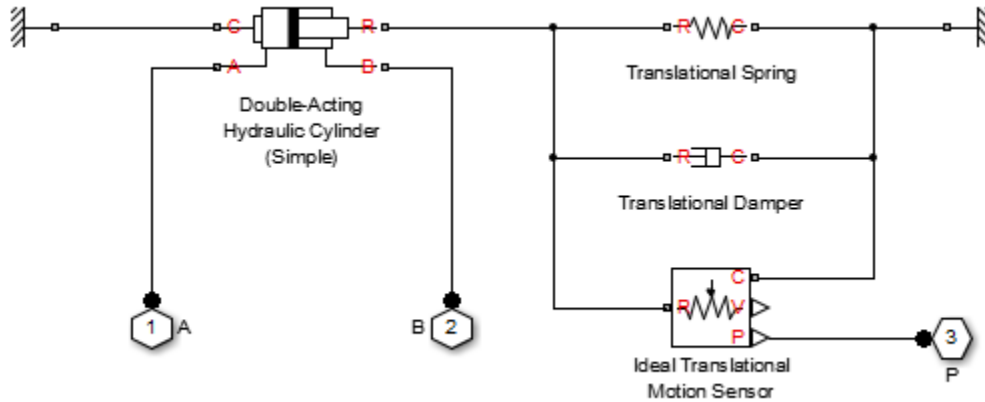 C R R C
A B
Translational Spring
Double-Acting
Hydraulic Cylinder
(Simple)
R C
Translational Damper
C
R V
P
1 A
B 2
3
P
Ideal Translational
Motion Sensor